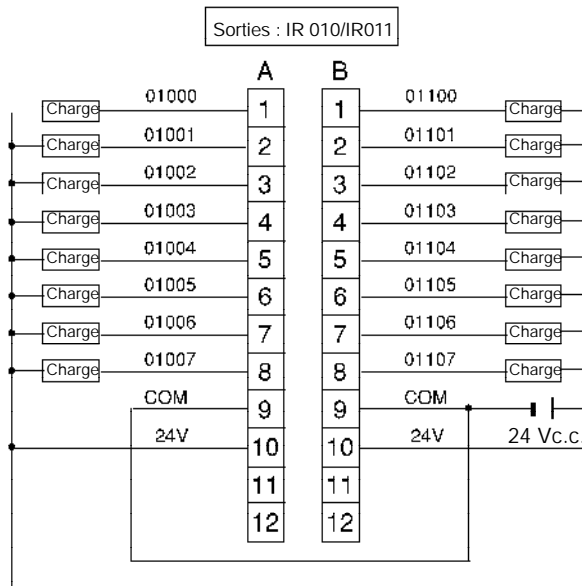 Sorties : IR 010/IR011
A B
Charge 01000 1 1 01100 Charge
Charge 01001 2 2 01101 Charge
Charge 01002 3 3 01102 Charge
Charge 01003 4 4 01103 Charge
Charge 01004 5 5 01104 Charge
Charge 01005 6 6 01105 Charge
Charge 01006 7 7 01106 Charge
Charge 01007 8 8 01107 Charge
COM 9 9 COM
24V 10 10 24V 24 Vc.c.
11 11
12 12